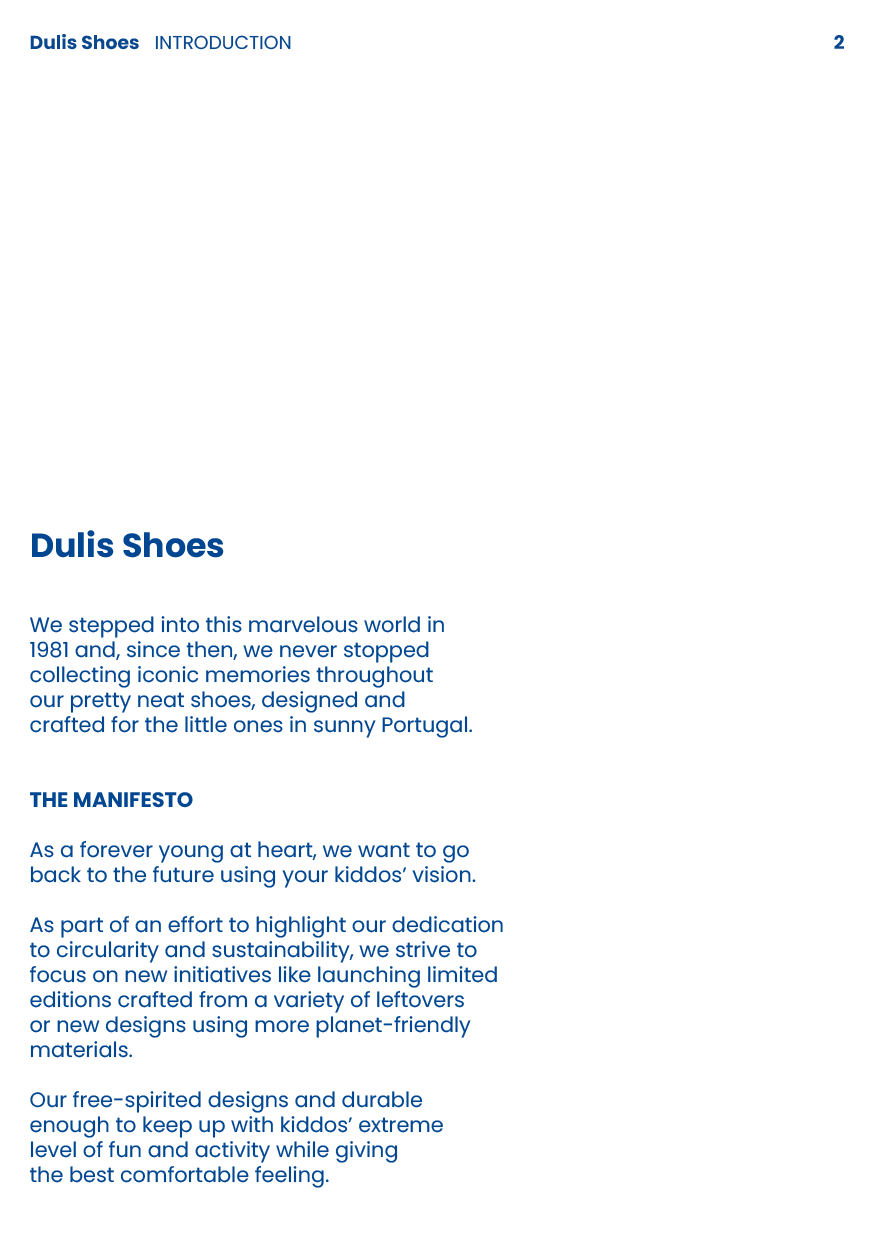 Dulis Shoes INTRODUCTION 2
Dulis Shoes
We stepped into this marvelous world in
1981 and, since then, we never stopped
collecting iconic memories throughout
our pretty neat shoes, designed and
crafted for the little ones in sunny Portugal.
THE MANIFESTO
As a forever young at heart, we want to go
back to the future using your kiddos’ vision.
As part of an effort to highlight our dedication
to circularity and sustainability, we strive to
focus on new initiatives like launching limited
editions crafted from a variety of leftovers
or new designs using more planet-friendly
materials.
Our free-spirited designs and durable
enough to keep up with kiddos’ extreme
level of fun and activity while giving
the best comfortable feeling.